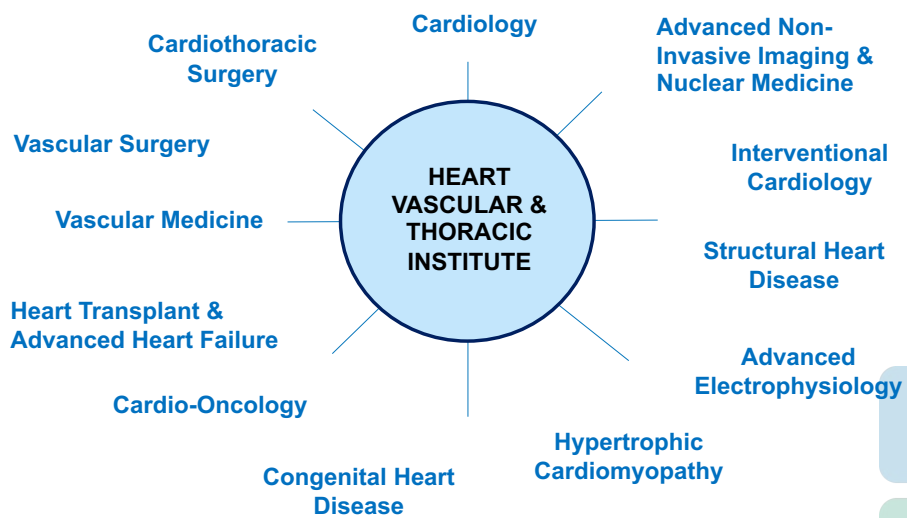 Cardiology
Advanced Non-
Invasive Imaging &
Nuclear Medicine
Interventional
Cardiology
Structural Heart
Disease
Advanced
Electrophysiology
Hypertrophic
Cardiomyopathy
Congenital Heart
Disease
Cardio-Oncology
Heart Transplant &
Advanced Heart Failure
Vascular Medicine
Vascular Surgery
Cardiothoracic
Surgery
HEART
VASCULAR &
THORACIC
INSTITUTE